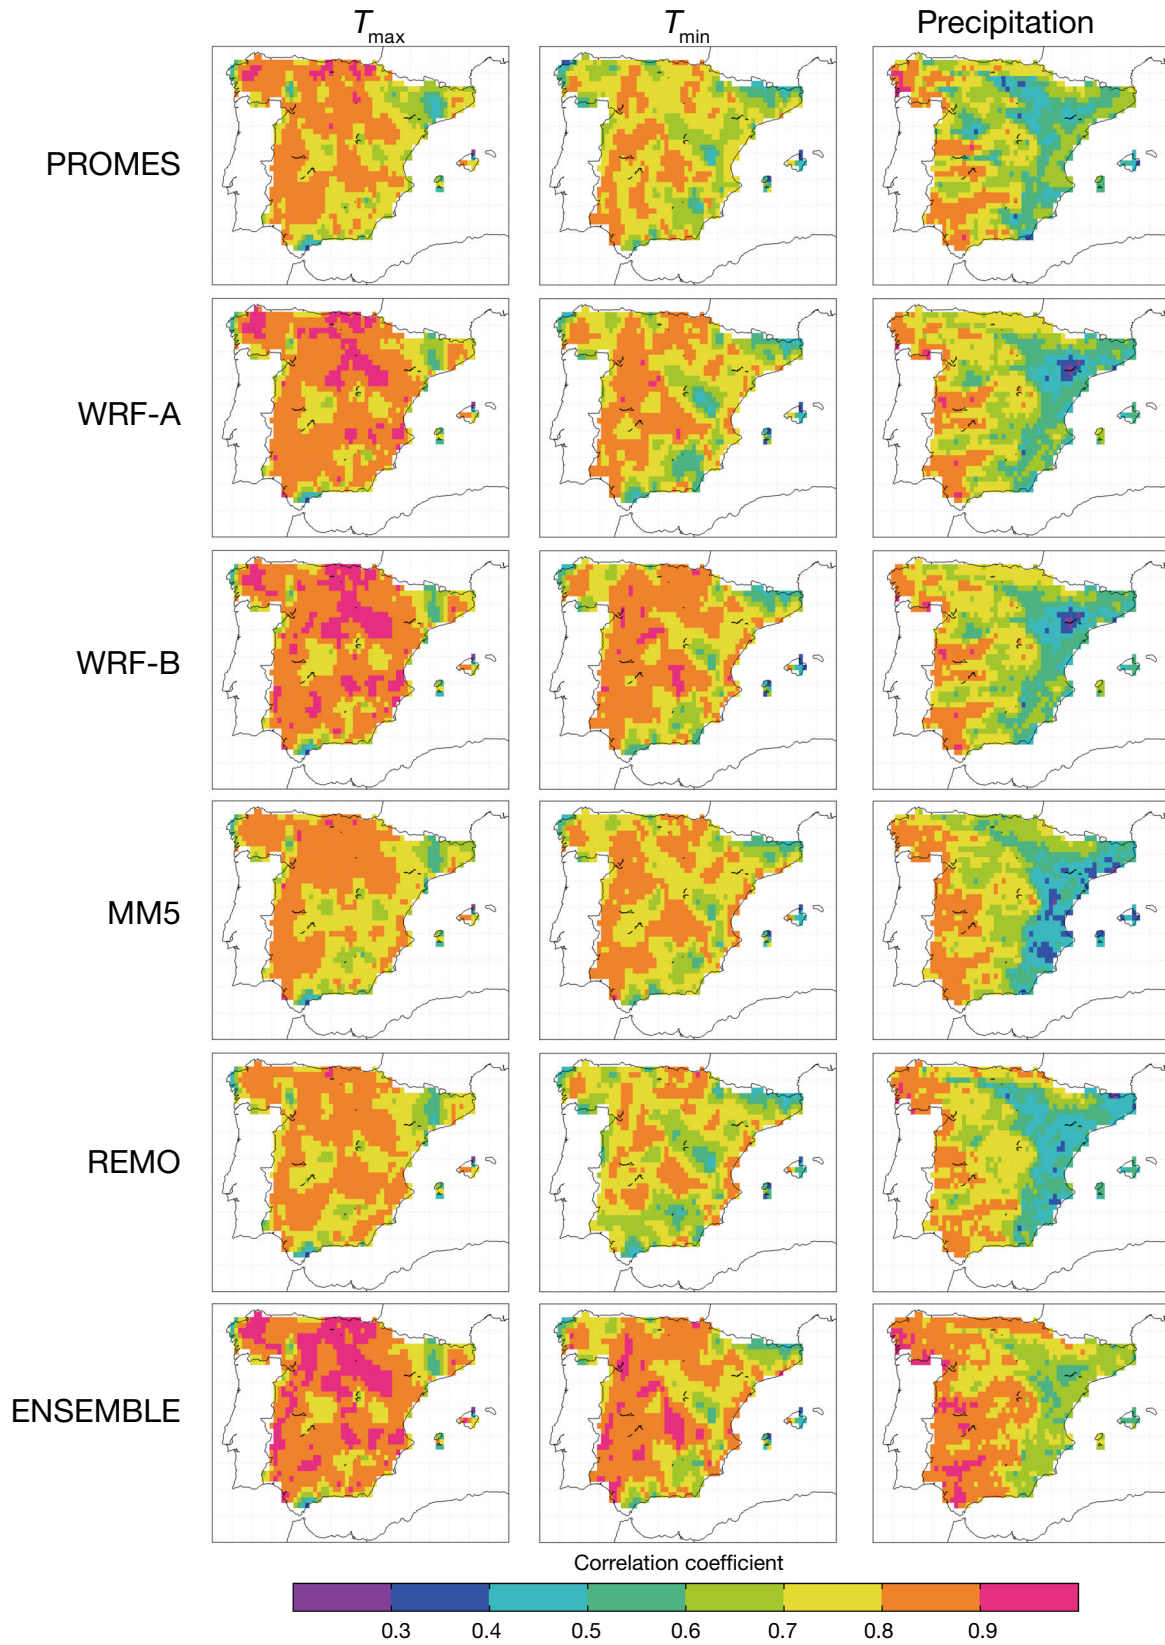 Tmax Tmin Precipitation
PROMES
WRF-A
WRF-B
MM5
REMO
ENSEMBLE
Correlation coefficient
0.3 0.4 0.5 0.6 0.7 0.8 0.9